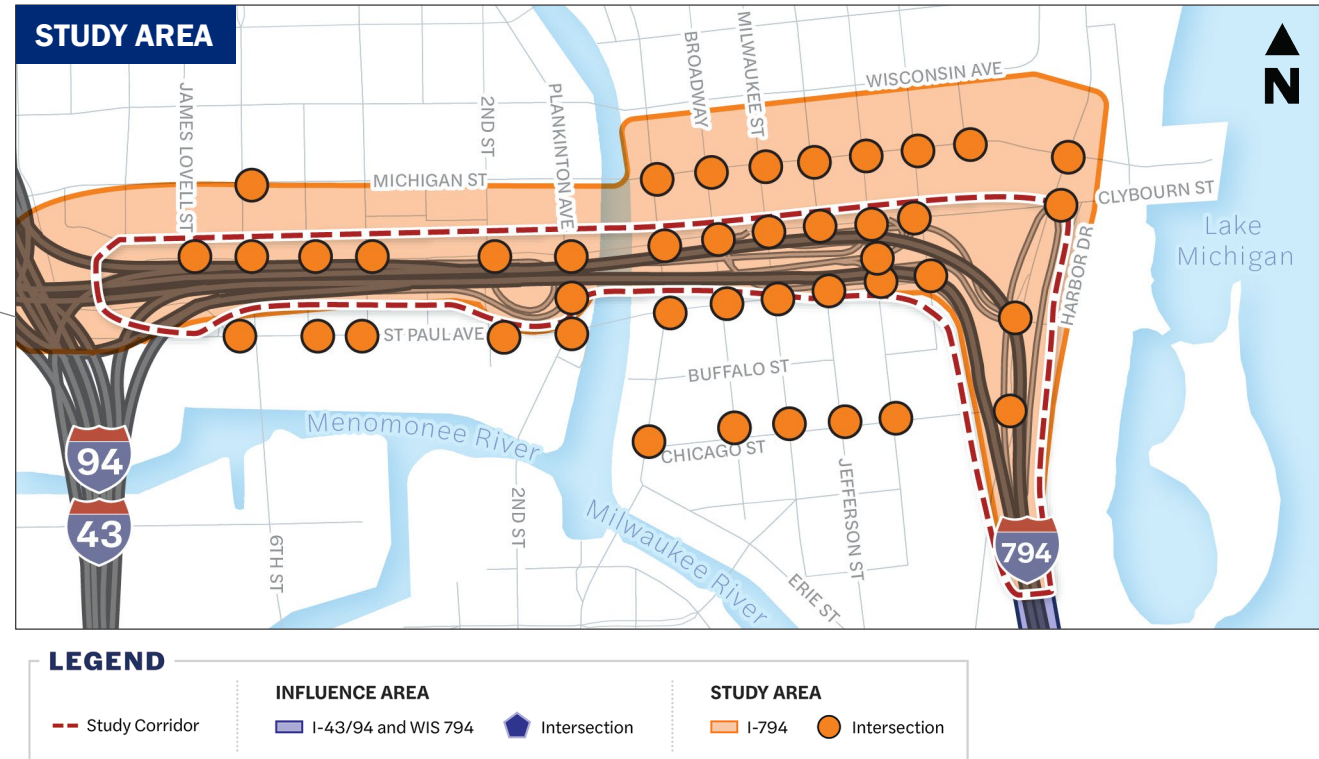 STUDY AREA
N
JAMES LOVELL ST
2ND ST
PLANKINTON AVE
BROADWAY
MILWAUKEE ST
WISCONSIN AVE
MICHIGAN ST
CLYBOURN ST
Lake
Michigan
HARBOR DR
ST PAUL AVE
BUFFALO ST
Menomonee River
CHICAGO ST
94
43
2ND ST
6TH ST
Milwaukee River
JEFFERSON ST
ERIE ST
794
LEGEND
Study Corridor
INFLUENCE AREA
I-43/94 and WIS 794
Intersection
STUDY AREA
I-794
Intersection